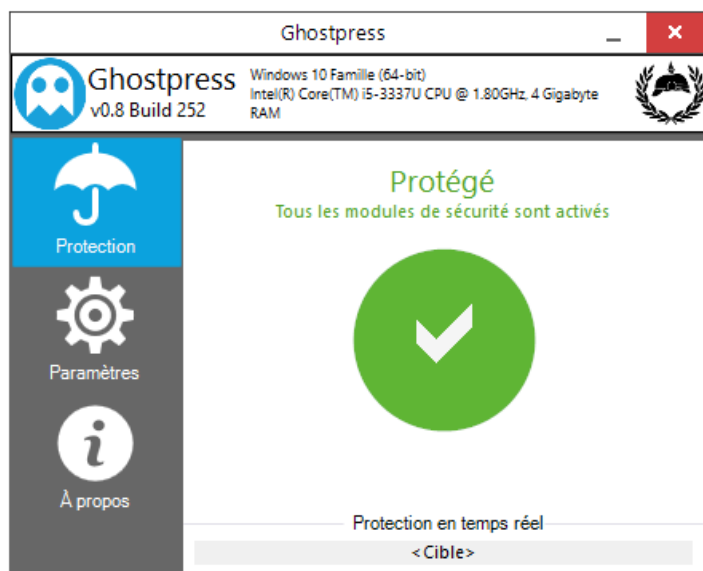 Ghostpress
Ghostpress
v0.8 Build 252
Windows 10 Famille (64-bit)
Intel(R) Core(TM) i5-3337U CPU @ 1.80GHz, 4 Gigabyte
RAM
Protection
Paramètres
À propos
Protégé
Tous les modules de sécurité sont activés
Protection en temps réel
<Cible>